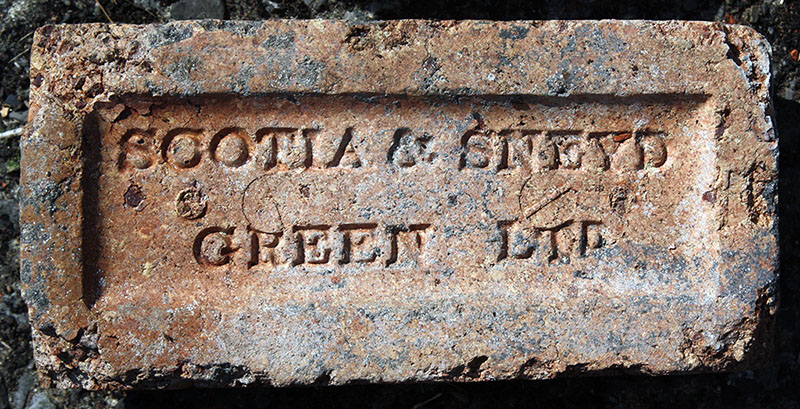 SCOTIA & SNEYD
GREEN LTD